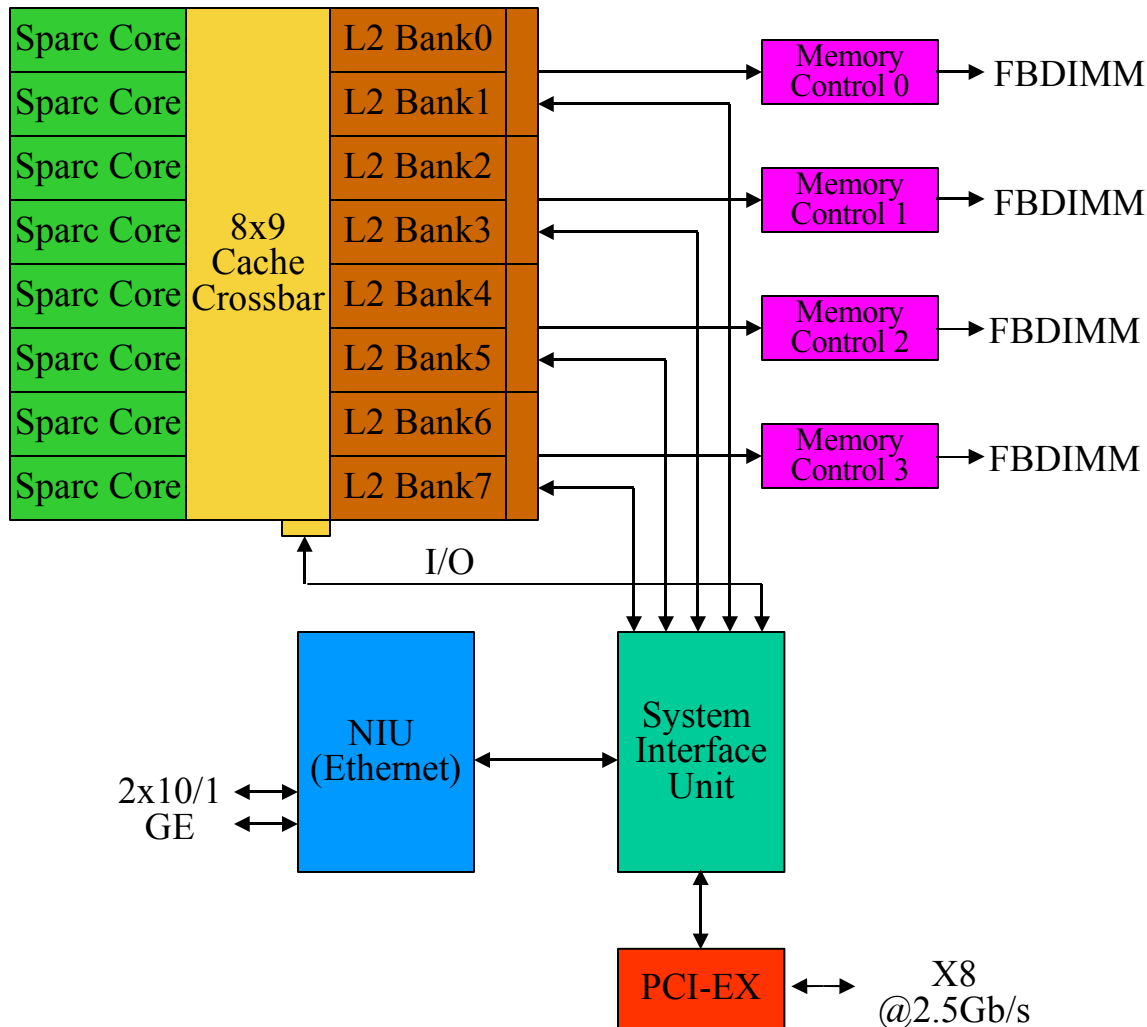 Sparc Core
Sparc Core
Sparc Core
Sparc Core
Sparc Core
Sparc Core
Sparc Core
Sparc Core
8x9
Cache
Crossbar
L2 Bank0
L2 Bank1
L2 Bank2
L2 Bank3
L2 Bank4
L2 Bank5
L2 Bank6
L2 Bank7
Memory
Control 0
FBDIMM
Memory
Control 1
FBDIMM
Memory
Control 2
FBDIMM
Memory
Control 3
FBDIMM
I/O
NIU
(Ethernet)
2x10/1
GE
System
Interface
Unit
PCI-EX
X8
@2.5Gb/s